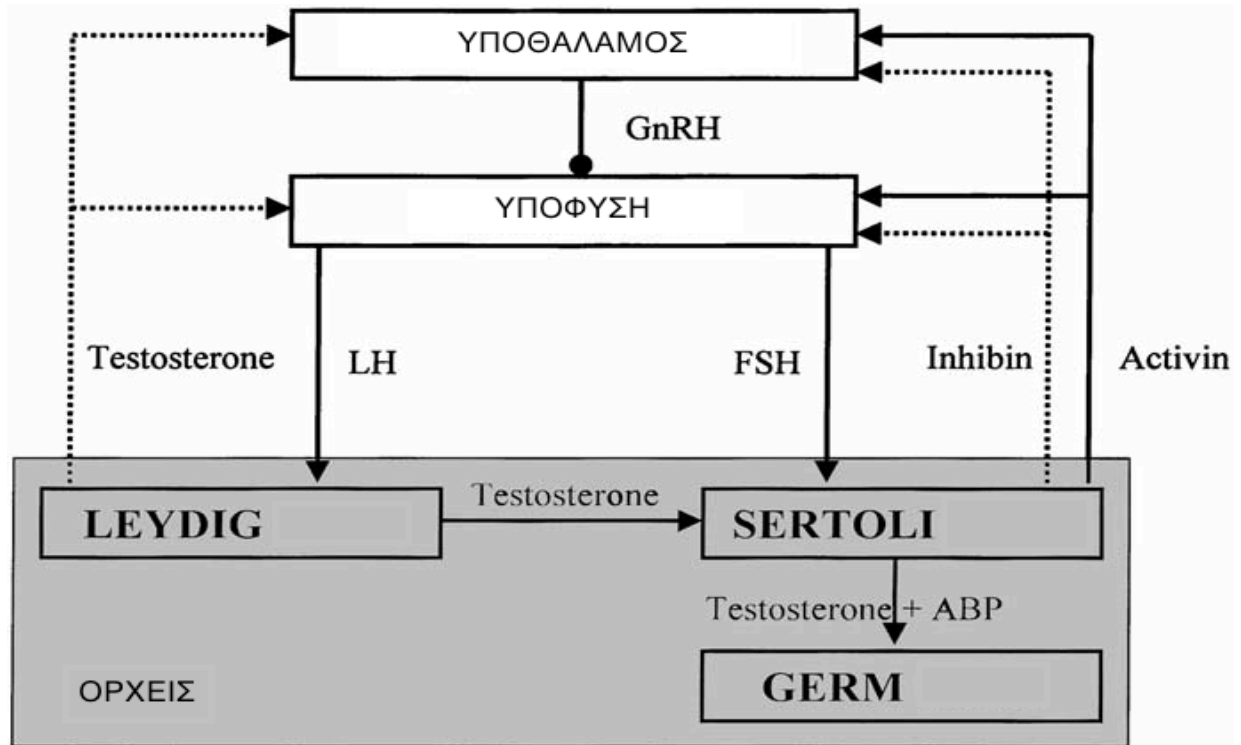 ΥΠΟΘΑΛΑΜΟΣ
GnRH
ΥΠΟΦΥΣΗ
Testosterone
LH
FSH
Inhibin
Activin
Testosterone
LEYDIG
SERTOLI
Testosterone + ABP
GERM
ΟΡΧΕΙΣ